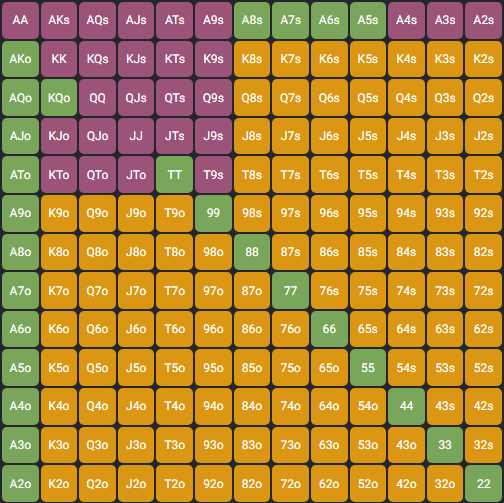 AA AKs AQs AJs ATs A9s A8s A7s A6s A5s A4s A3s A2s
AKo KK KQs KJs KTs K9s K8s K7s K6s K5s K4s K3s K2s
AQo KQo QQ QJs QTs Q9s Q8s Q7s Q6s Q5s Q4s Q3s Q2s
AJo KJo QJo JJ JTs J9s J8s J7s J6s J5s J4s J3s J2s
ATo KTo QTo JTo TT T9s T8s T7s T6s T5s T4s T3s T2s
A9o K9o Q9o J9o T9o 99 98s 97s 96s 95s 94s 93s 92s
A8o K8o Q8o J8o T8o 98o 88 87s 86s 85s 84s 83s 82s
A7o K7o Q7o J7o T7o 97o 87o 77 76s 75s 74s 73s 72s
A6o K6o Q6o J6o T6o 96o 86o 76o 66 65s 64s 63s 62s
A5o K5o Q5o J5o T5o 95o 85o 75o 65o 55 54s 53s 52s
A4o K4o Q4o J4o T4o 94o 84o 74o 64o 54o 44 43s 42s
A3o K3o Q3o J3o T3o 93o 83o 73o 63o 53o 43o 33 32s
A2o K2o Q2o J2o T2o 92o 82o 72o 62o 52o 42o 32o 22